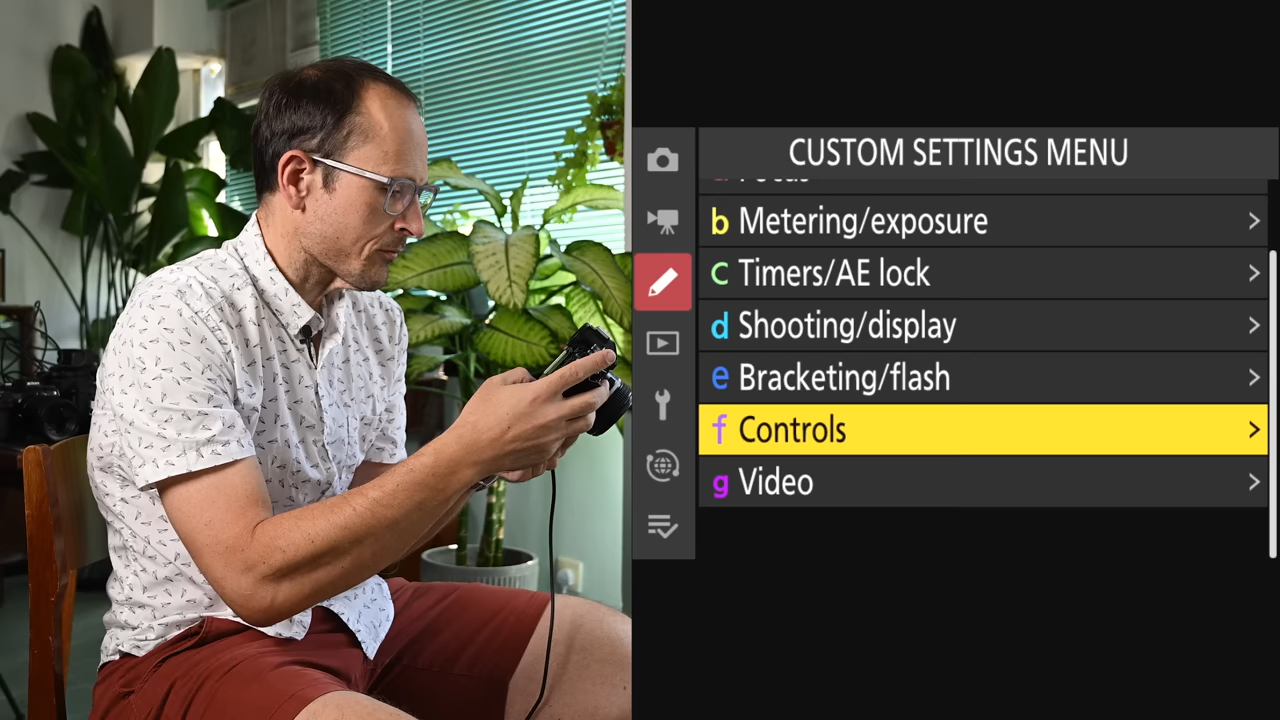 CUSTOM SETTINGS MENU
b Metering/exposure
c Timers/AE lock
d Shooting/display
e Bracketing/flash
f Controls
g Video